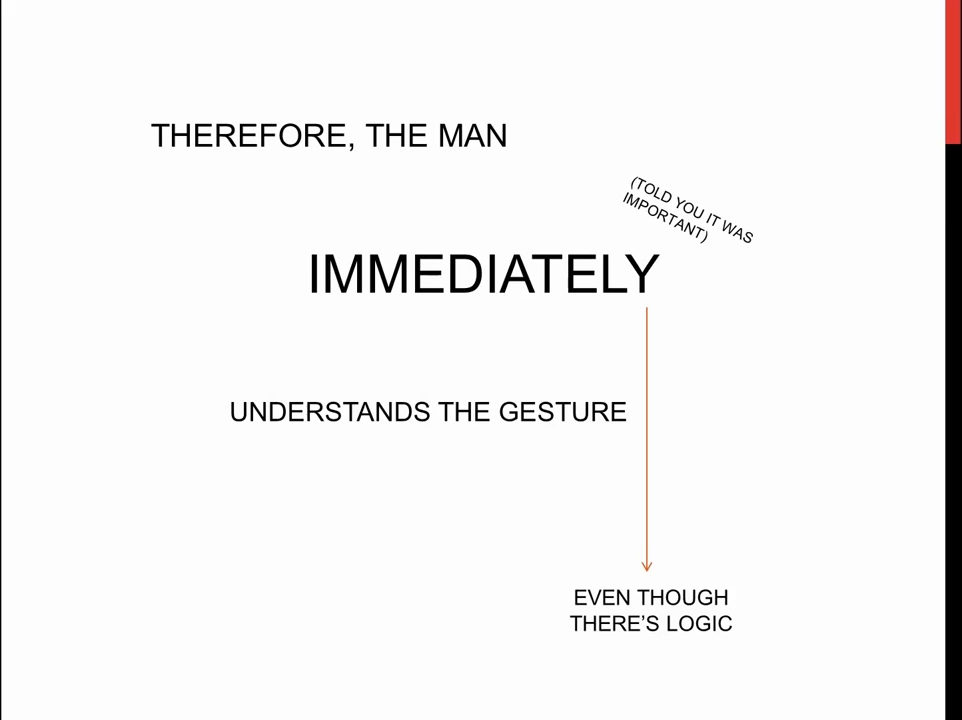 THEREFORE, THE MAN
(TOLD YOU IT WAS
IMPORTANT)
IMMEDIATELY
UNDERSTANDS THE GESTURE
EVEN THOUGH
THERE’S LOGIC